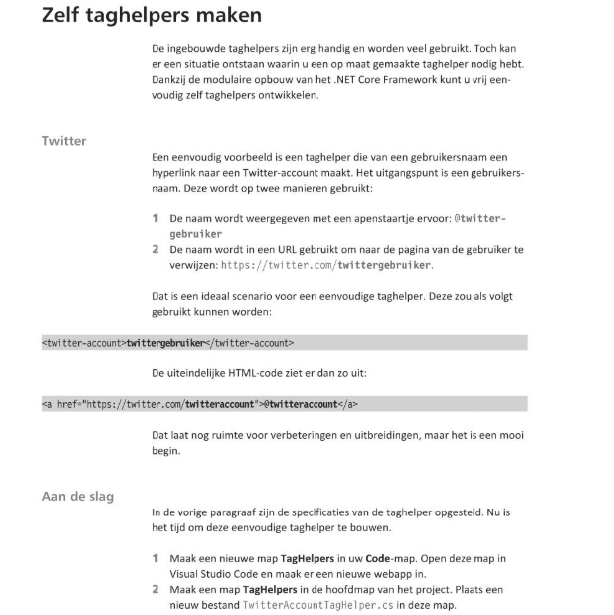 Zelf taghelpers maken
De ingebouwde taghelpers zijn erg handig en worden veel gebruikt. Toch kan
er een situatie ontstaan waarin u een op maat gemaakte taghelper nodig hebt.
Dankzij de modulaire opbouw van het .NET Core Framework kunt u vrij een-
voudig zelf taghelpers ontwikkelen.
Twitter
Een eenvoudig voorbeeld is een taghelper die van een gebruikersnaam een
hyperlink naar een Twitter-account maakt. Het uitgangspunt is een gebruikers-
naam. Deze wordt op twee manieren gebruikt:
1 De naam wordt weergegeven met een apenstaartje ervoor: @twitter-
gebruiker
2 De naam wordt in een URL gebruikt om naar de pagina van de gebruiker te
verwijzen: https://twitter.com/twittergebruiker.
Dat is een ideaal scenario voor een eenvoudige taghelper. Deze zou als volgt
gebruikt kunnen worden:
<twitter-account>twittergebruiker</twitter-account>
De uiteindelijke HTML-code ziet er dan zo uit:
<a href="https://twitter.com/twitteraccount">@twitteraccount</a>
Dat laat nog ruimte voor verbeteringen en uitbreidingen, maar het is een mooi
begin.
Aan de slag
In de vorige paragraaf zijn de specificaties van de taghelper opgesteld. Nu is
het tijd om deze eenvoudige taghelper te bouwen.
1 Maak een nieuwe map TagHelpers in uw Code-map. Open deze map in
Visual Studio Code en maak er een nieuwe webapp in.
2 Maak een map TagHelpers in de hoofdmap van het project. Plaats een
nieuw bestand TwitterAccountTagHelper.cs in deze map.